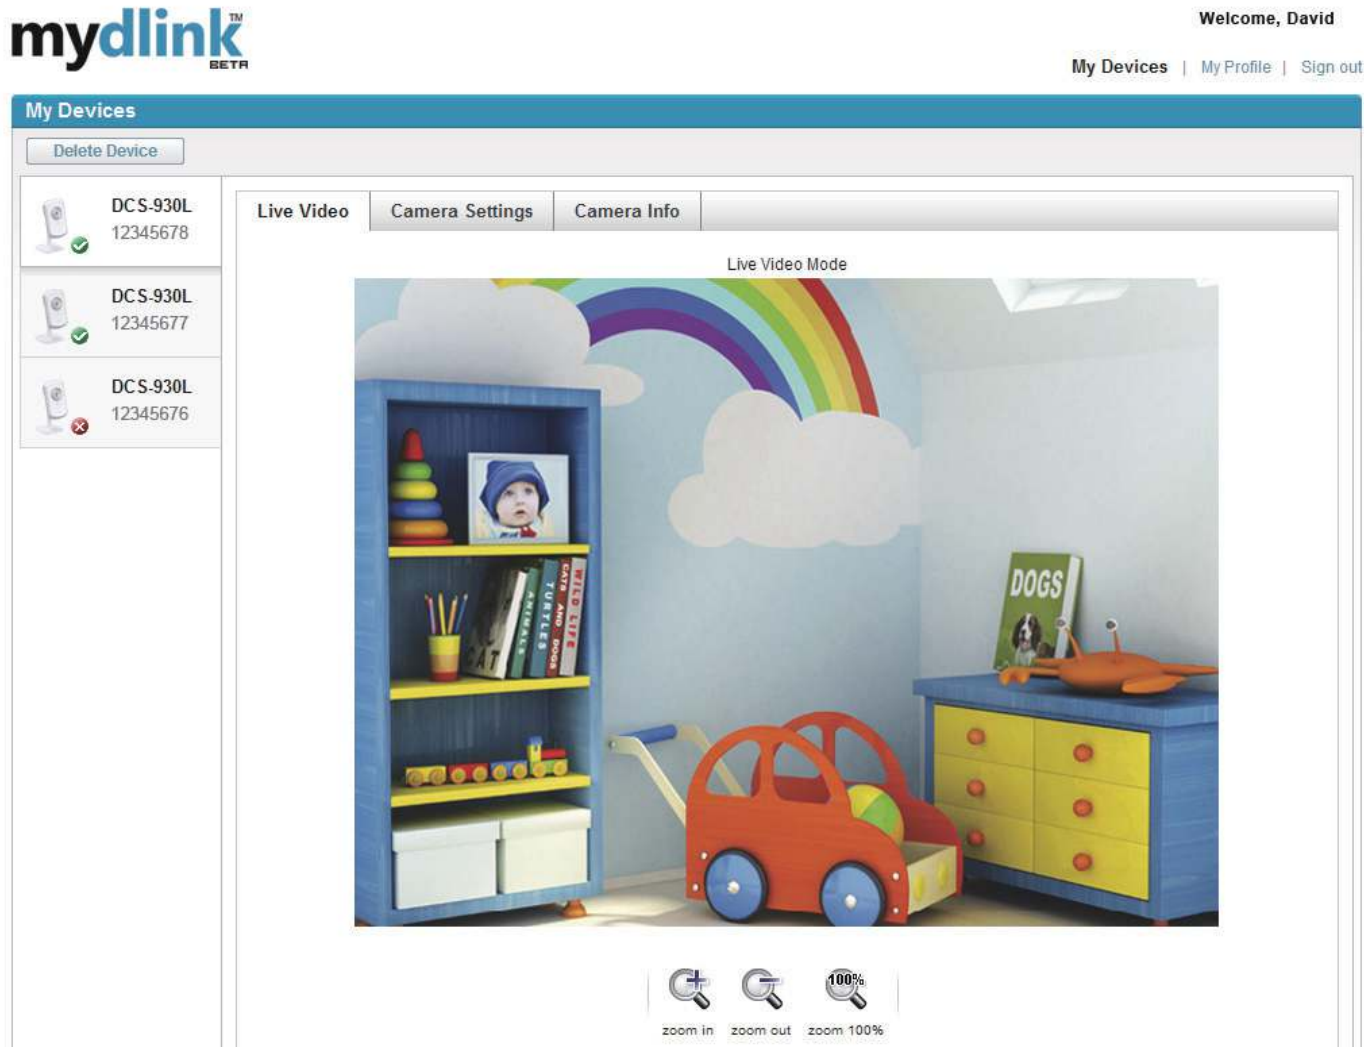 mydlink™
BETA
Welcome, David
My Devices | My Profile | Sign out
My Devices
Delete Device
DCS-930L
12345678
DCS-930L
12345677
DCS-930L
12345676
Live Video
Camera Settings
Camera Info
Live Video Mode
DOGS
CAT
ANIMALS
TURTLES
CATS AND DOGS
WILD LIFE
100%
zoom in
zoom out
zoom 100%